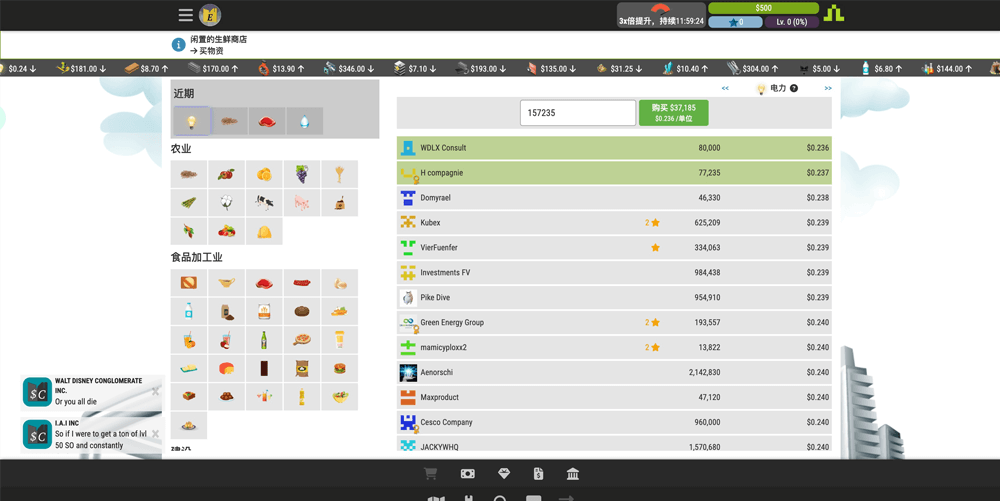 3x倍提升，持续11:59:24
$500
0
Lv. 0 (0%)
闲置的生鲜商店
→ 买物资
$0.24 ↓
$181.00 ↓
$8.70 ↑
$170.00 ↑
$13.90 ↑
$346.00 ↓
$7.10 ↓
$193.00 ↓
$135.00 ↓
$31.25 ↓
$10.40 ↑
$304.00 ↑
$5.00 ↓
$6.80 ↑
$144.00 ↑
近期
农业
食品加工业
建设
<<
电力 ?
>>
157235
购买 $37,185
$0.236 /单位
WDLX Consult 80,000 $0.236
H compagnie 77,235 $0.237
Domyrael 46,330 $0.238
Kubex 2 ★ 625,209 $0.239
VierFuenfer ★ 334,063 $0.239
Investments FV 984,438 $0.239
Pike Dive 954,910 $0.239
Green Energy Group 2 ★ 193,557 $0.240
mamicyploxx2 2 ★ 13,822 $0.240
Aenorschi 2,142,830 $0.240
Maxproduct 47,120 $0.240
Cesco Company 960,000 $0.240
JACKYWHQ 1,570,680 $0.240
WALT DISNEY CONGLOMERATE
INC.
Or you all die
I.A.I INC
So if I were to get a ton of lvl
50 SO and constantly